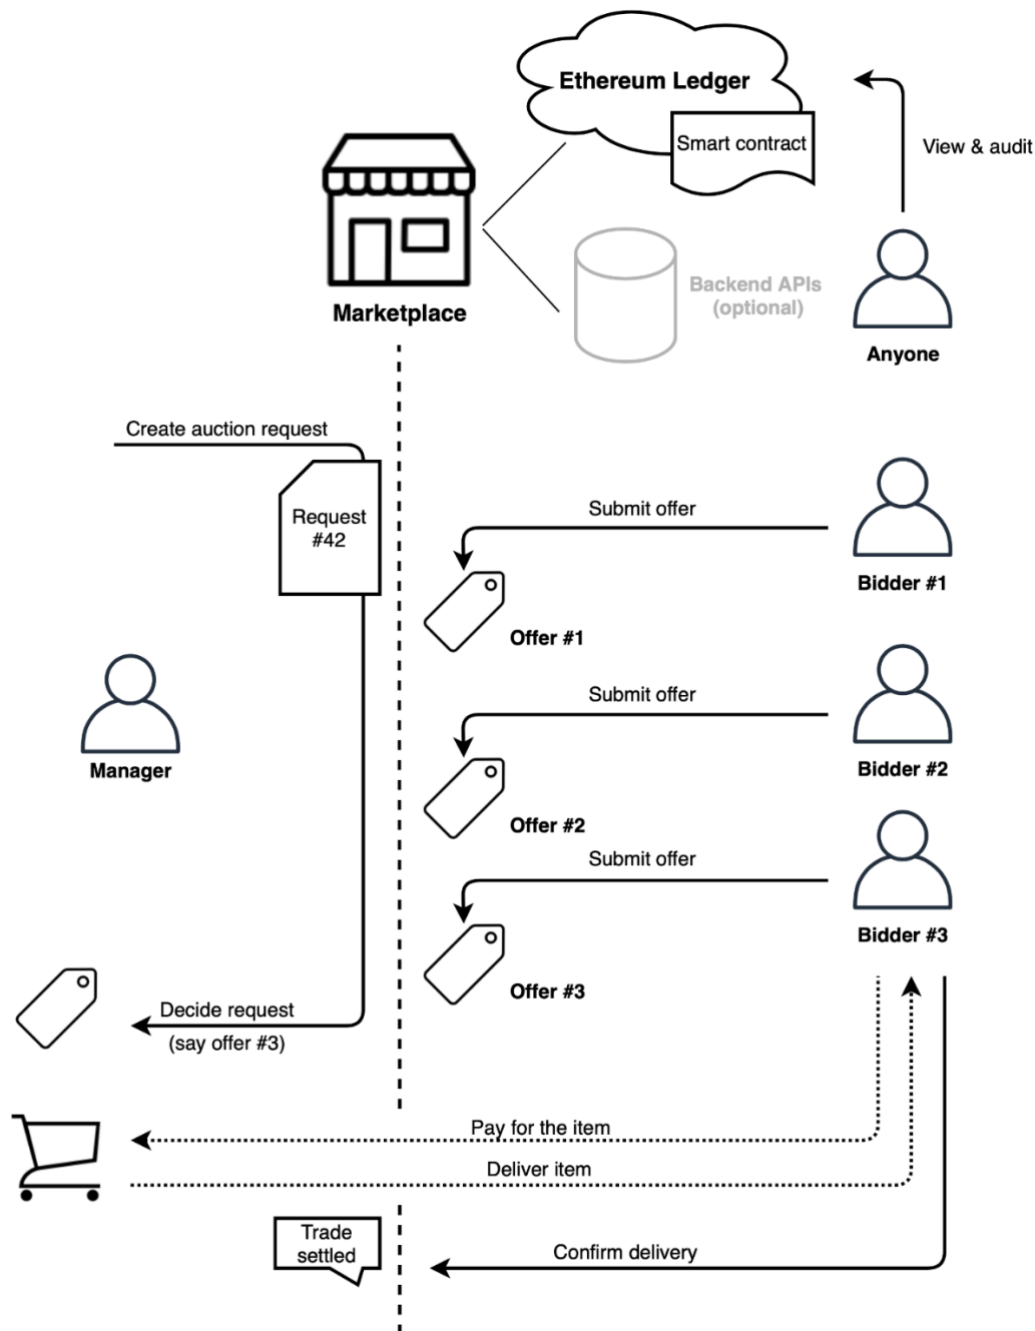 Ethereum Ledger
Smart contract
View & audit
Marketplace
Backend APIs
(optional)
Anyone
Create auction request
Request
#42
Submit offer
Bidder #1
Offer #1
Manager
Submit offer
Bidder #2
Offer #2
Submit offer
Bidder #3
Offer #3
Decide request
(say offer #3)
Pay for the item
Deliver item
Trade
settled
Confirm delivery